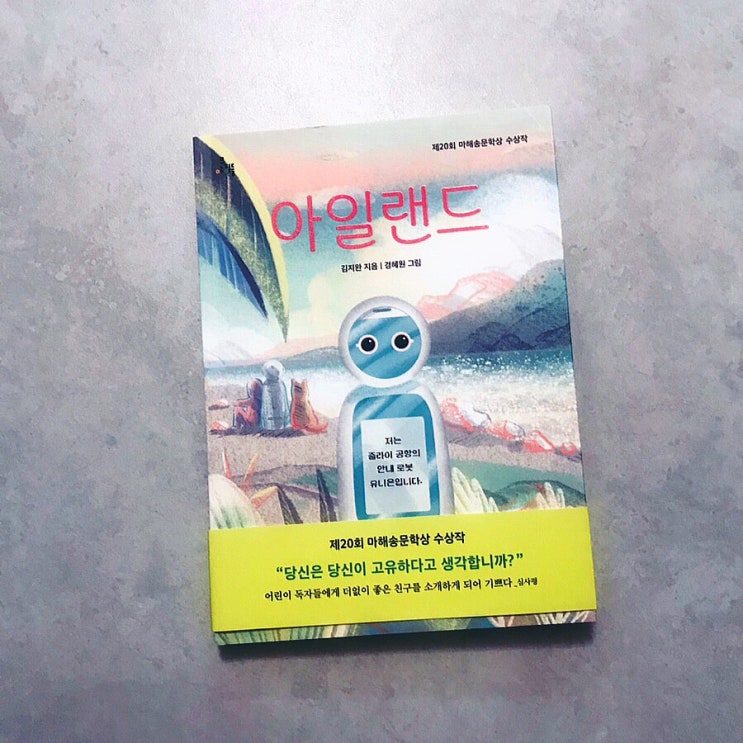 제20회 마해송문학상 수상작
아일랜드
김지완 지음 | 경혜원 그림
저는
줄라이 공항의
안내 로봇
유니온입니다.
제20회 마해송문학상 수상작
“당신은 당신이 고유하다고 생각합니까?”
어린이 독자들에게 더없이 좋은 친구를 소개하게 되어 기쁘다_심사평